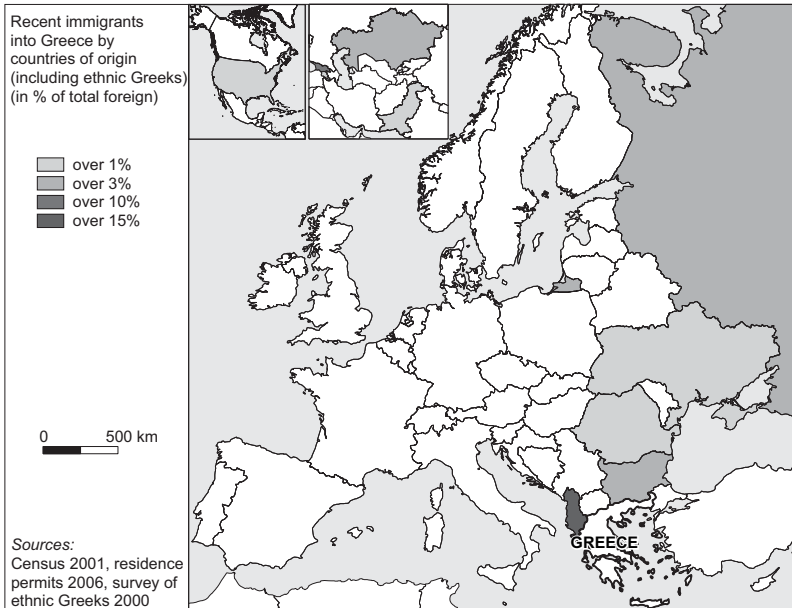 Recent immigrants
into Greece by
countries of origin
(including ethnic Greeks)
(in % of total foreign)
over 1%
over 3%
over 10%
over 15%
0 500 km
GREECE
Sources:
Census 2001, residence
permits 2006, survey of
ethnic Greeks 2000